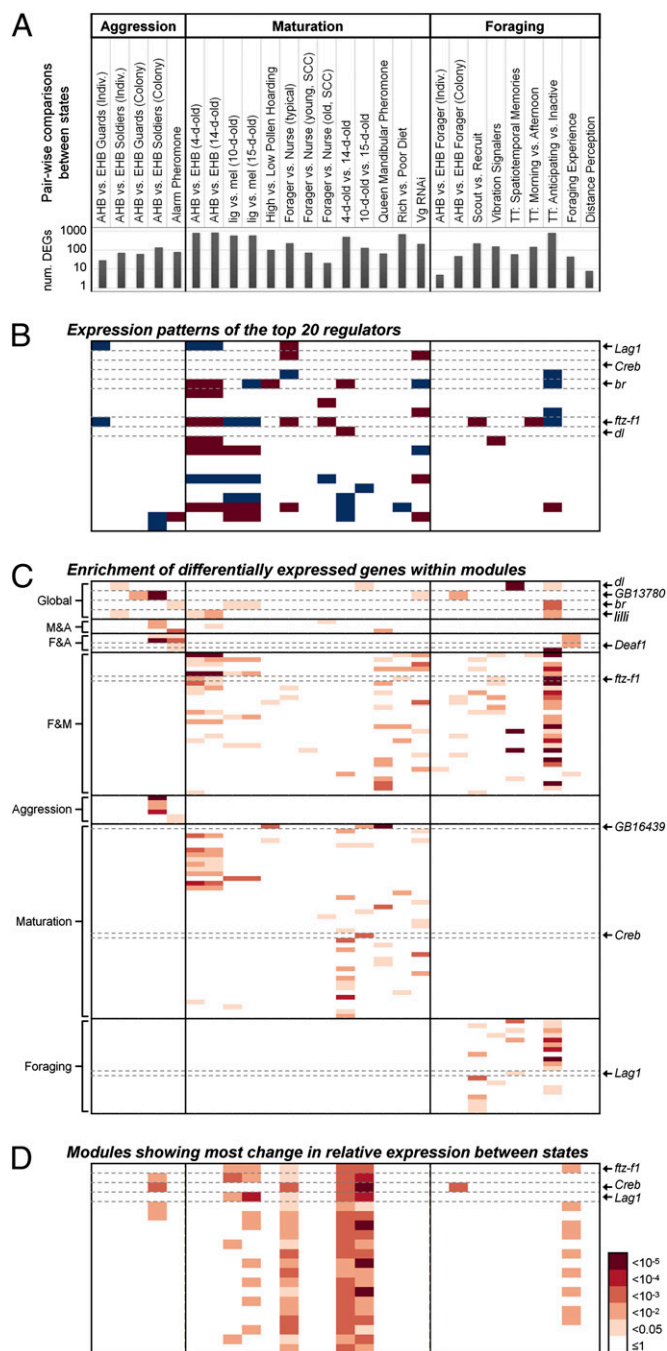 A
Aggression
Maturation
Foraging
Pair-wise comparisons between states
AHB vs. EHB Guards (Indiv.)
AHB vs. EHB Soldiers (Indiv.)
AHB vs. EHB Guards (Colony)
AHB vs. EHB Soldiers (Colony)
Alarm Pheromone
AHB vs. EHB (4-d-old)
AHB vs. EHB (14-d-old)
lig vs. mel (10-d-old)
lig vs. mel (15-d-old)
High vs. Low Pollen Hoarding
Forager vs. Nurse (typical)
Forager vs. Nurse (young, SCC)
Forager vs. Nurse (old, SCC)
4-d-old vs. 14-d-old
10-d-old vs. 15-d-old
Queen Mandibular Pheromone
Rich vs. Poor Diet
Vg RNAi
AHB vs. EHB Forager (Indiv.)
AHB vs. EHB Forager (Colony)
Scout vs. Recruit
Vibration Signalers
TT: Spatiotemporal Memories
TT: Morning vs. Afternoon
TT: Anticipating vs. Inactive
Foraging Experience
Distance Perception
num. DEGs
1000
100
10
1
B
Expression patterns of the top 20 regulators
Lag1
Creb
br
ftz-f1
dl
C
Enrichment of differentially expressed genes within modules
Global
M&A
F&A
F&M
Aggression
Maturation
Foraging
dl
GB13780
br
lilli
Deaf1
ftz-f1
GB16439
Creb
Lag1
D
Modules showing most change in relative expression between states
ftz-f1
Creb
Lag1
<10-5
<10-4
<10-3
<10-2
<0.05
≤1